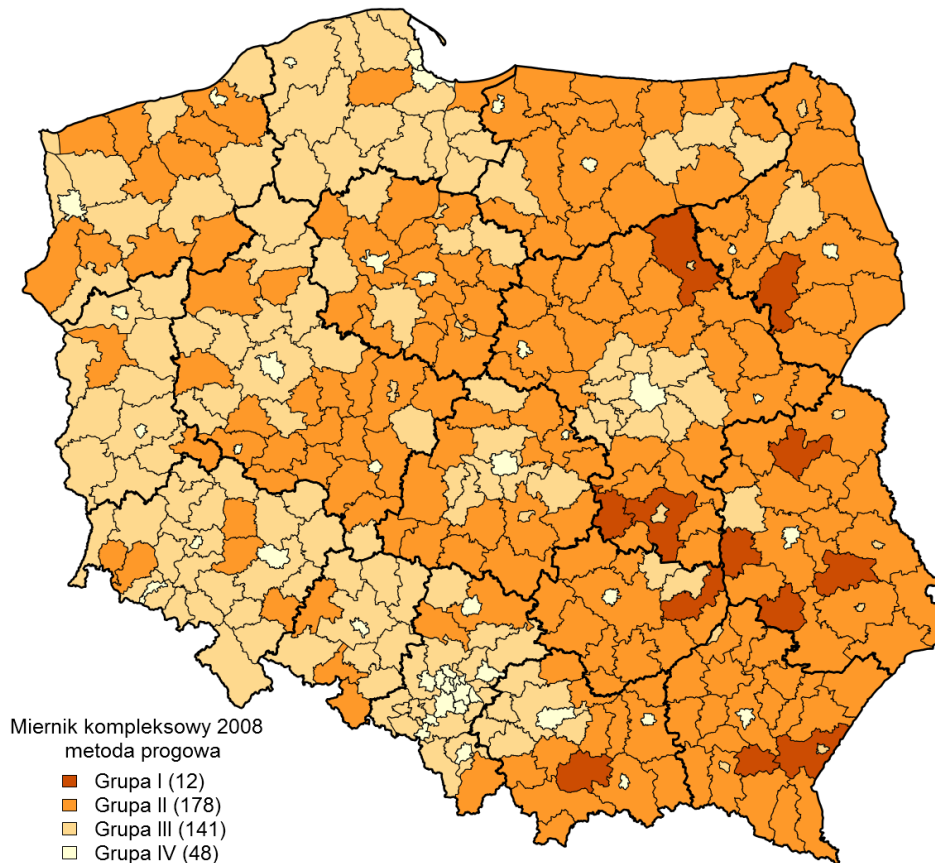 Miernik kompleksowy 2008
metoda progowa
Grupa I (12)
Grupa II (178)
Grupa III (141)
Grupa IV (48)